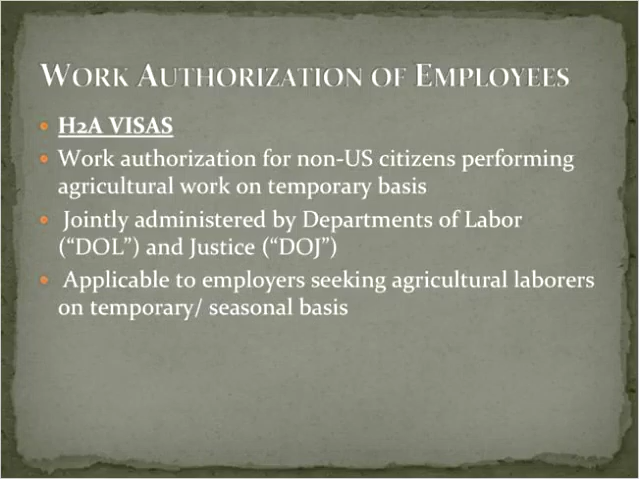 WORK AUTHORIZATION OF EMPLOYEES
H2A VISAS
Work authorization for non-US citizens performing
agricultural work on temporary basis
Jointly administered by Departments of Labor
(“DOL”) and Justice (“DOJ”)
Applicable to employers seeking agricultural laborers
on temporary/ seasonal basis